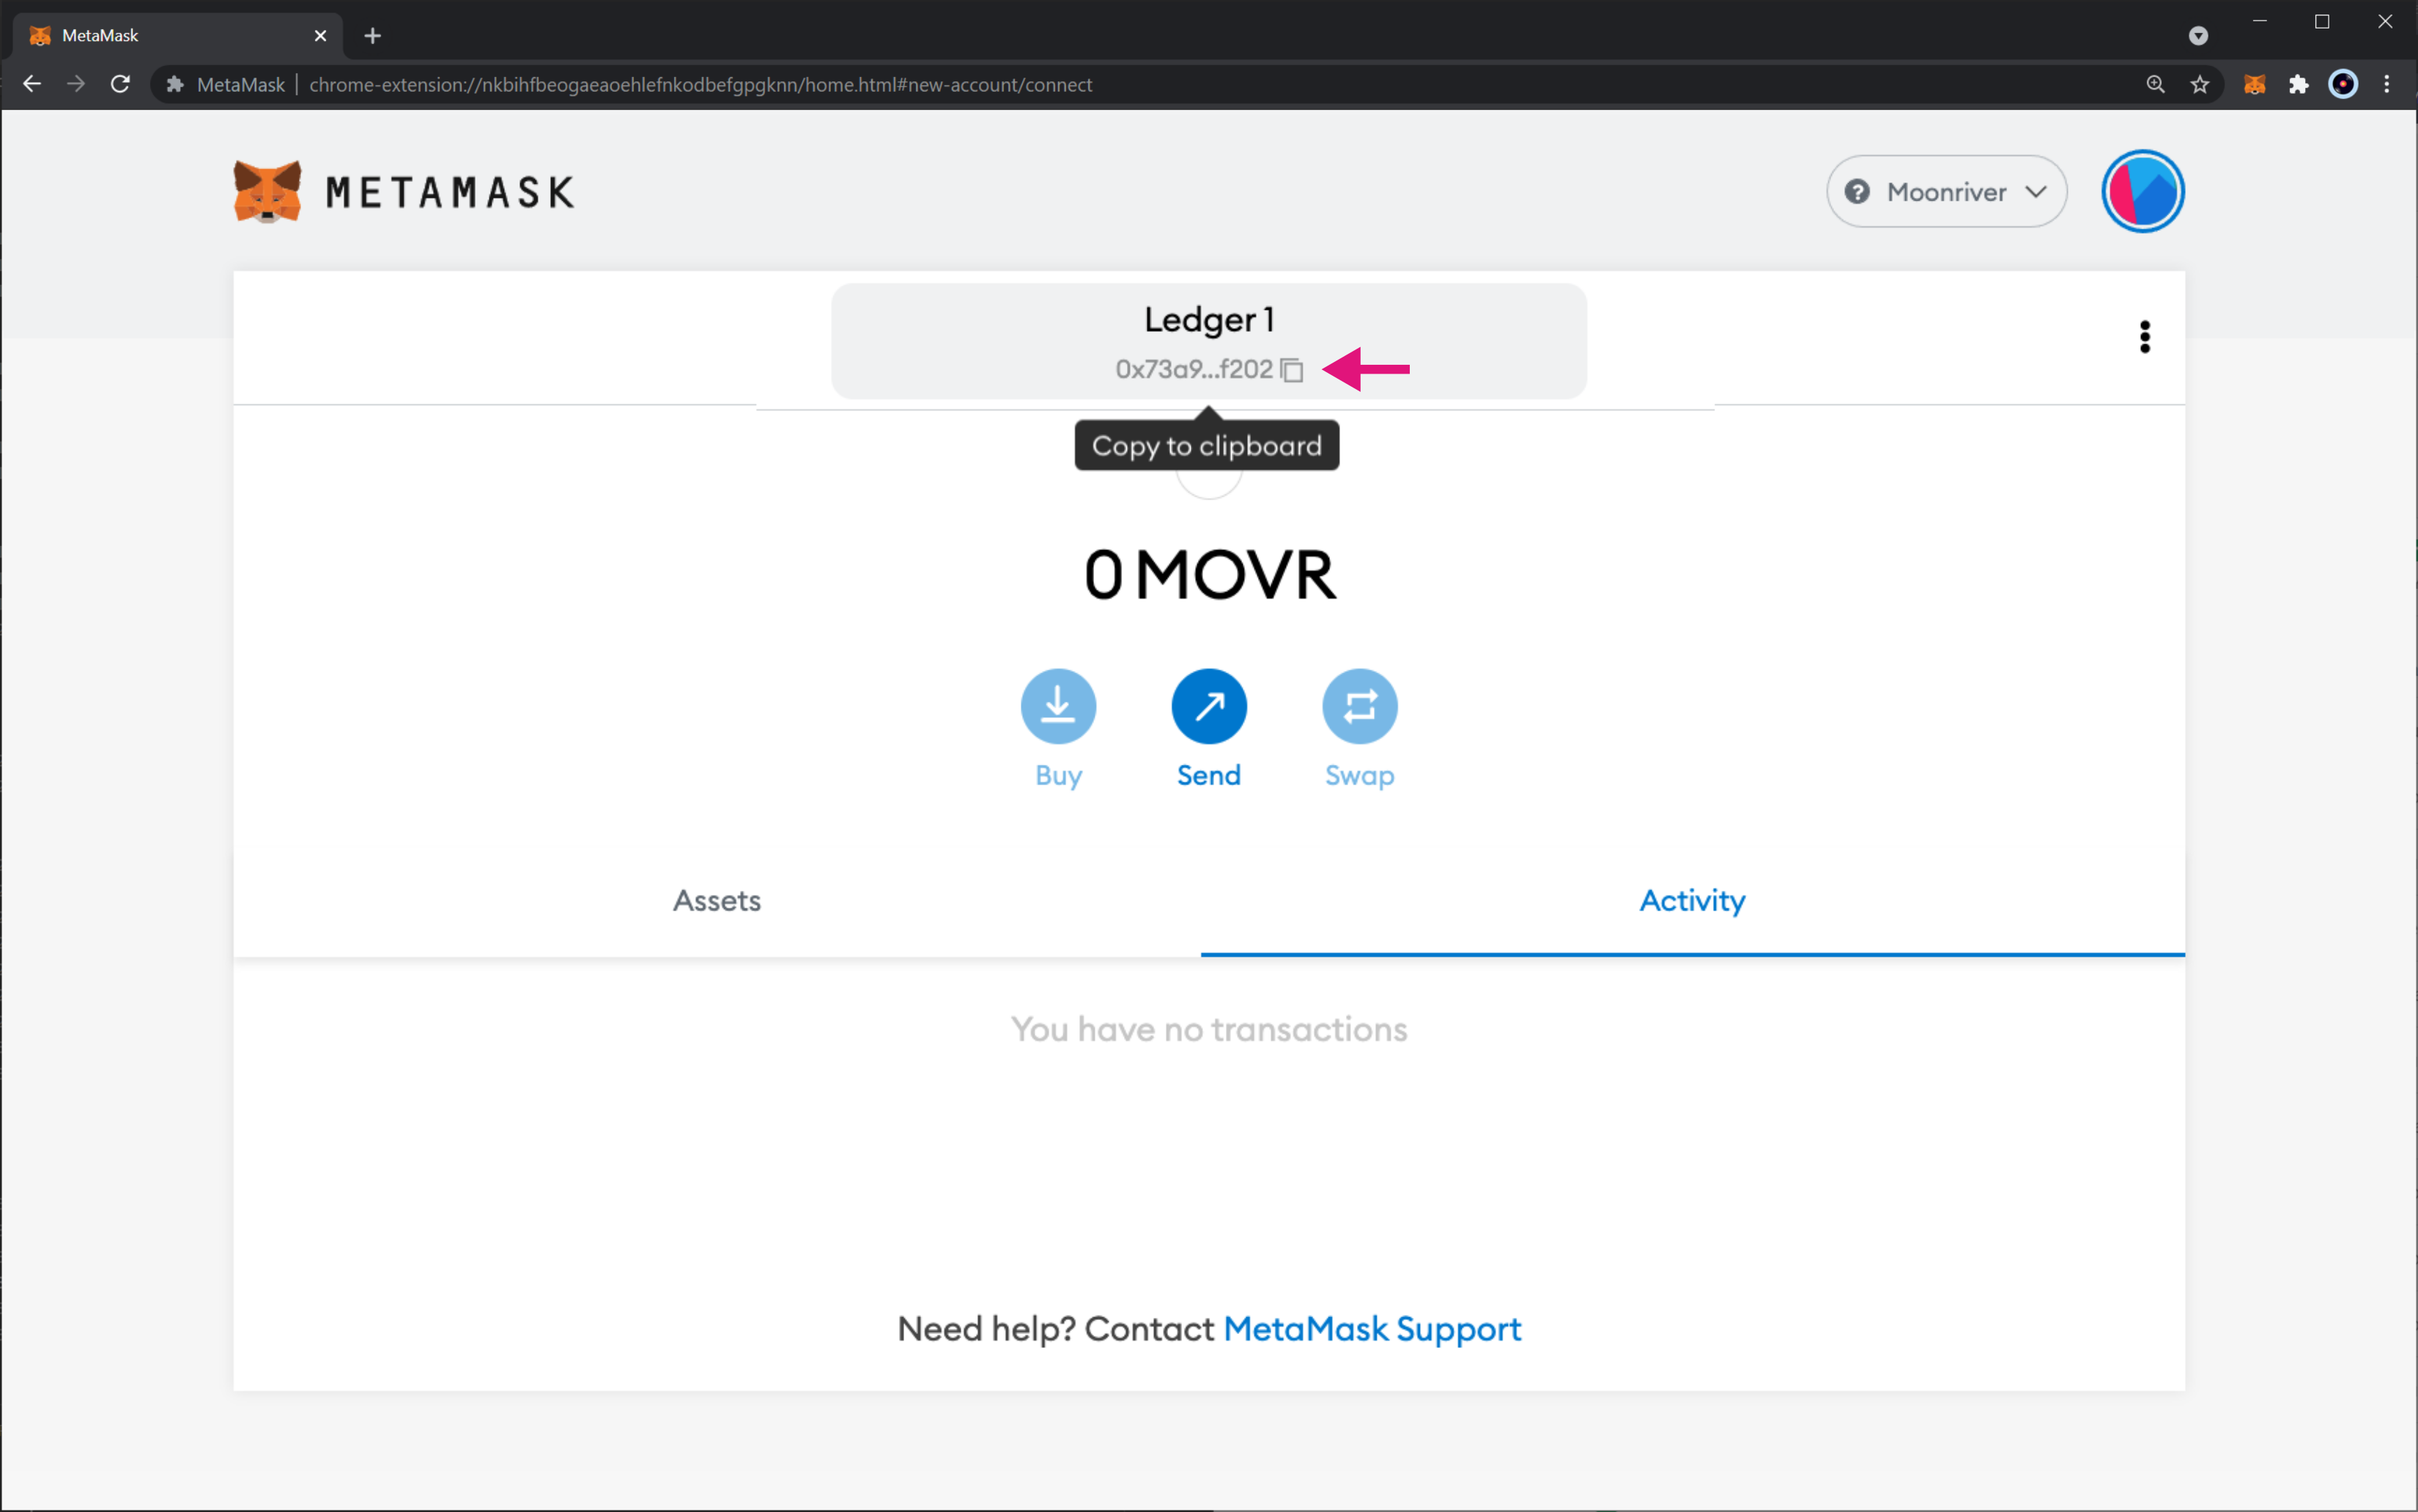 MetaMask
MetaMask | chrome-extension://nkbihfbeogaeaoehlefnkodbefgpgknn/home.html#new-account/connect
METAMASK
Moonriver
Ledger 1
0x73a9...f202
Copy to clipboard
0 MOVR
Buy
Send
Swap
Assets
Activity
You have no transactions
Need help? Contact MetaMask Support